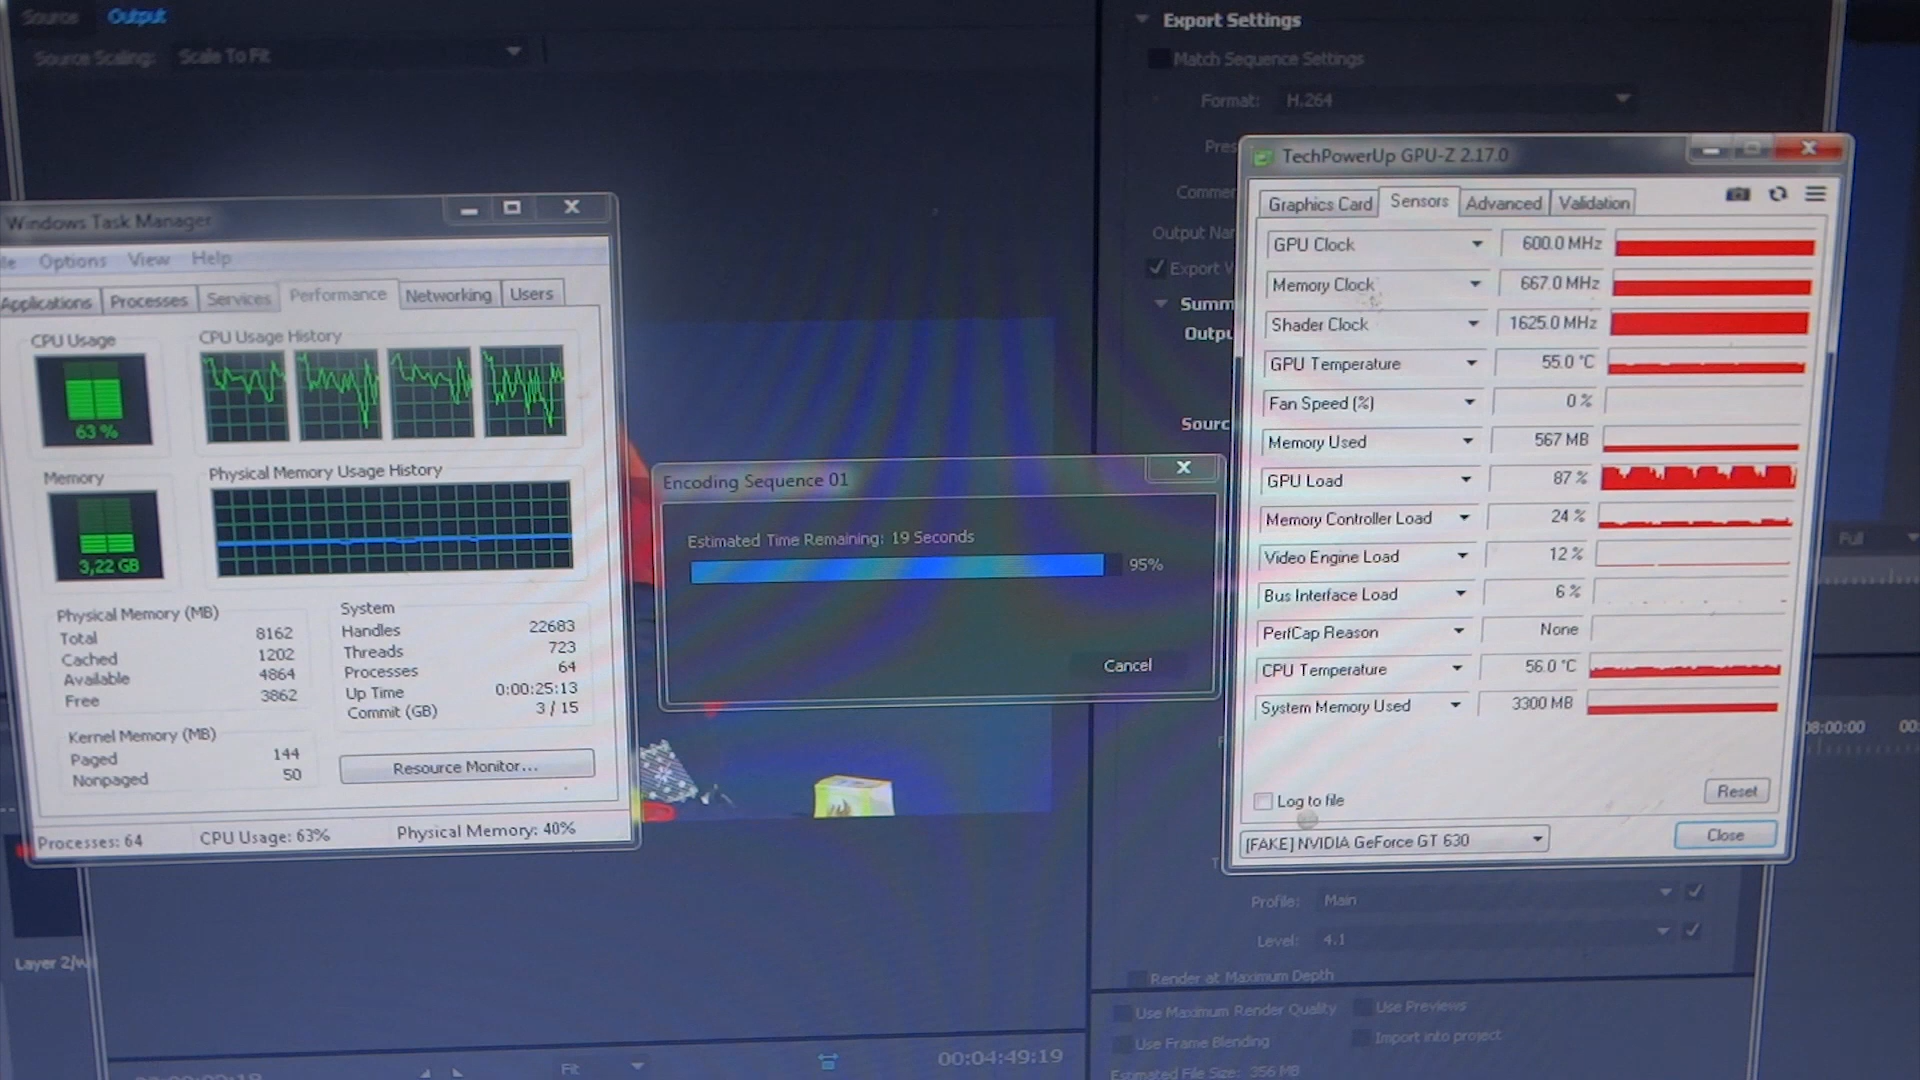 Source Output
Source Scaling: Scale To Fit
Export Settings
Match Sequence Settings
Format: H.264
Windows Task Manager
Options View Help
Applications Processes Services Performance Networking Users
CPU Usage
CPU Usage History
63 %
Memory
Physical Memory Usage History
3,22 GB
Physical Memory (MB)
Total 8162
Cached 1202
Available 4864
Free 3862
System
Handles 22683
Threads 723
Processes 64
Up Time 0:00:25:13
Commit (GB) 3 / 15
Kernel Memory (MB)
Paged 144
Nonpaged 50
Resource Monitor...
Processes: 64 CPU Usage: 63% Physical Memory: 40%
Encoding Sequence 01
Estimated Time Remaining: 19 Seconds
95%
Cancel
TechPowerUp GPU-Z 2.17.0
Graphics Card Sensors Advanced Validation
GPU Clock 600.0 MHz
Memory Clock 667.0 MHz
Shader Clock 1625.0 MHz
GPU Temperature 55.0 °C
Fan Speed (%) 0 %
Memory Used 567 MB
GPU Load 87 %
Memory Controller Load 24 %
Video Engine Load 12 %
Bus Interface Load 6 %
PerfCap Reason None
CPU Temperature 56.0 °C
System Memory Used 3300 MB
Log to file
Reset
[FAKE] NVIDIA GeForce GT 630
Close
Full
Profile: Main
Level: 4.1
Render at Maximum Depth
Use Maximum Render Quality Use Previews
Use Frame Blending Import into project
Estimated File Size: 356 MB
Layer 2/
Fit
00:04:49:19